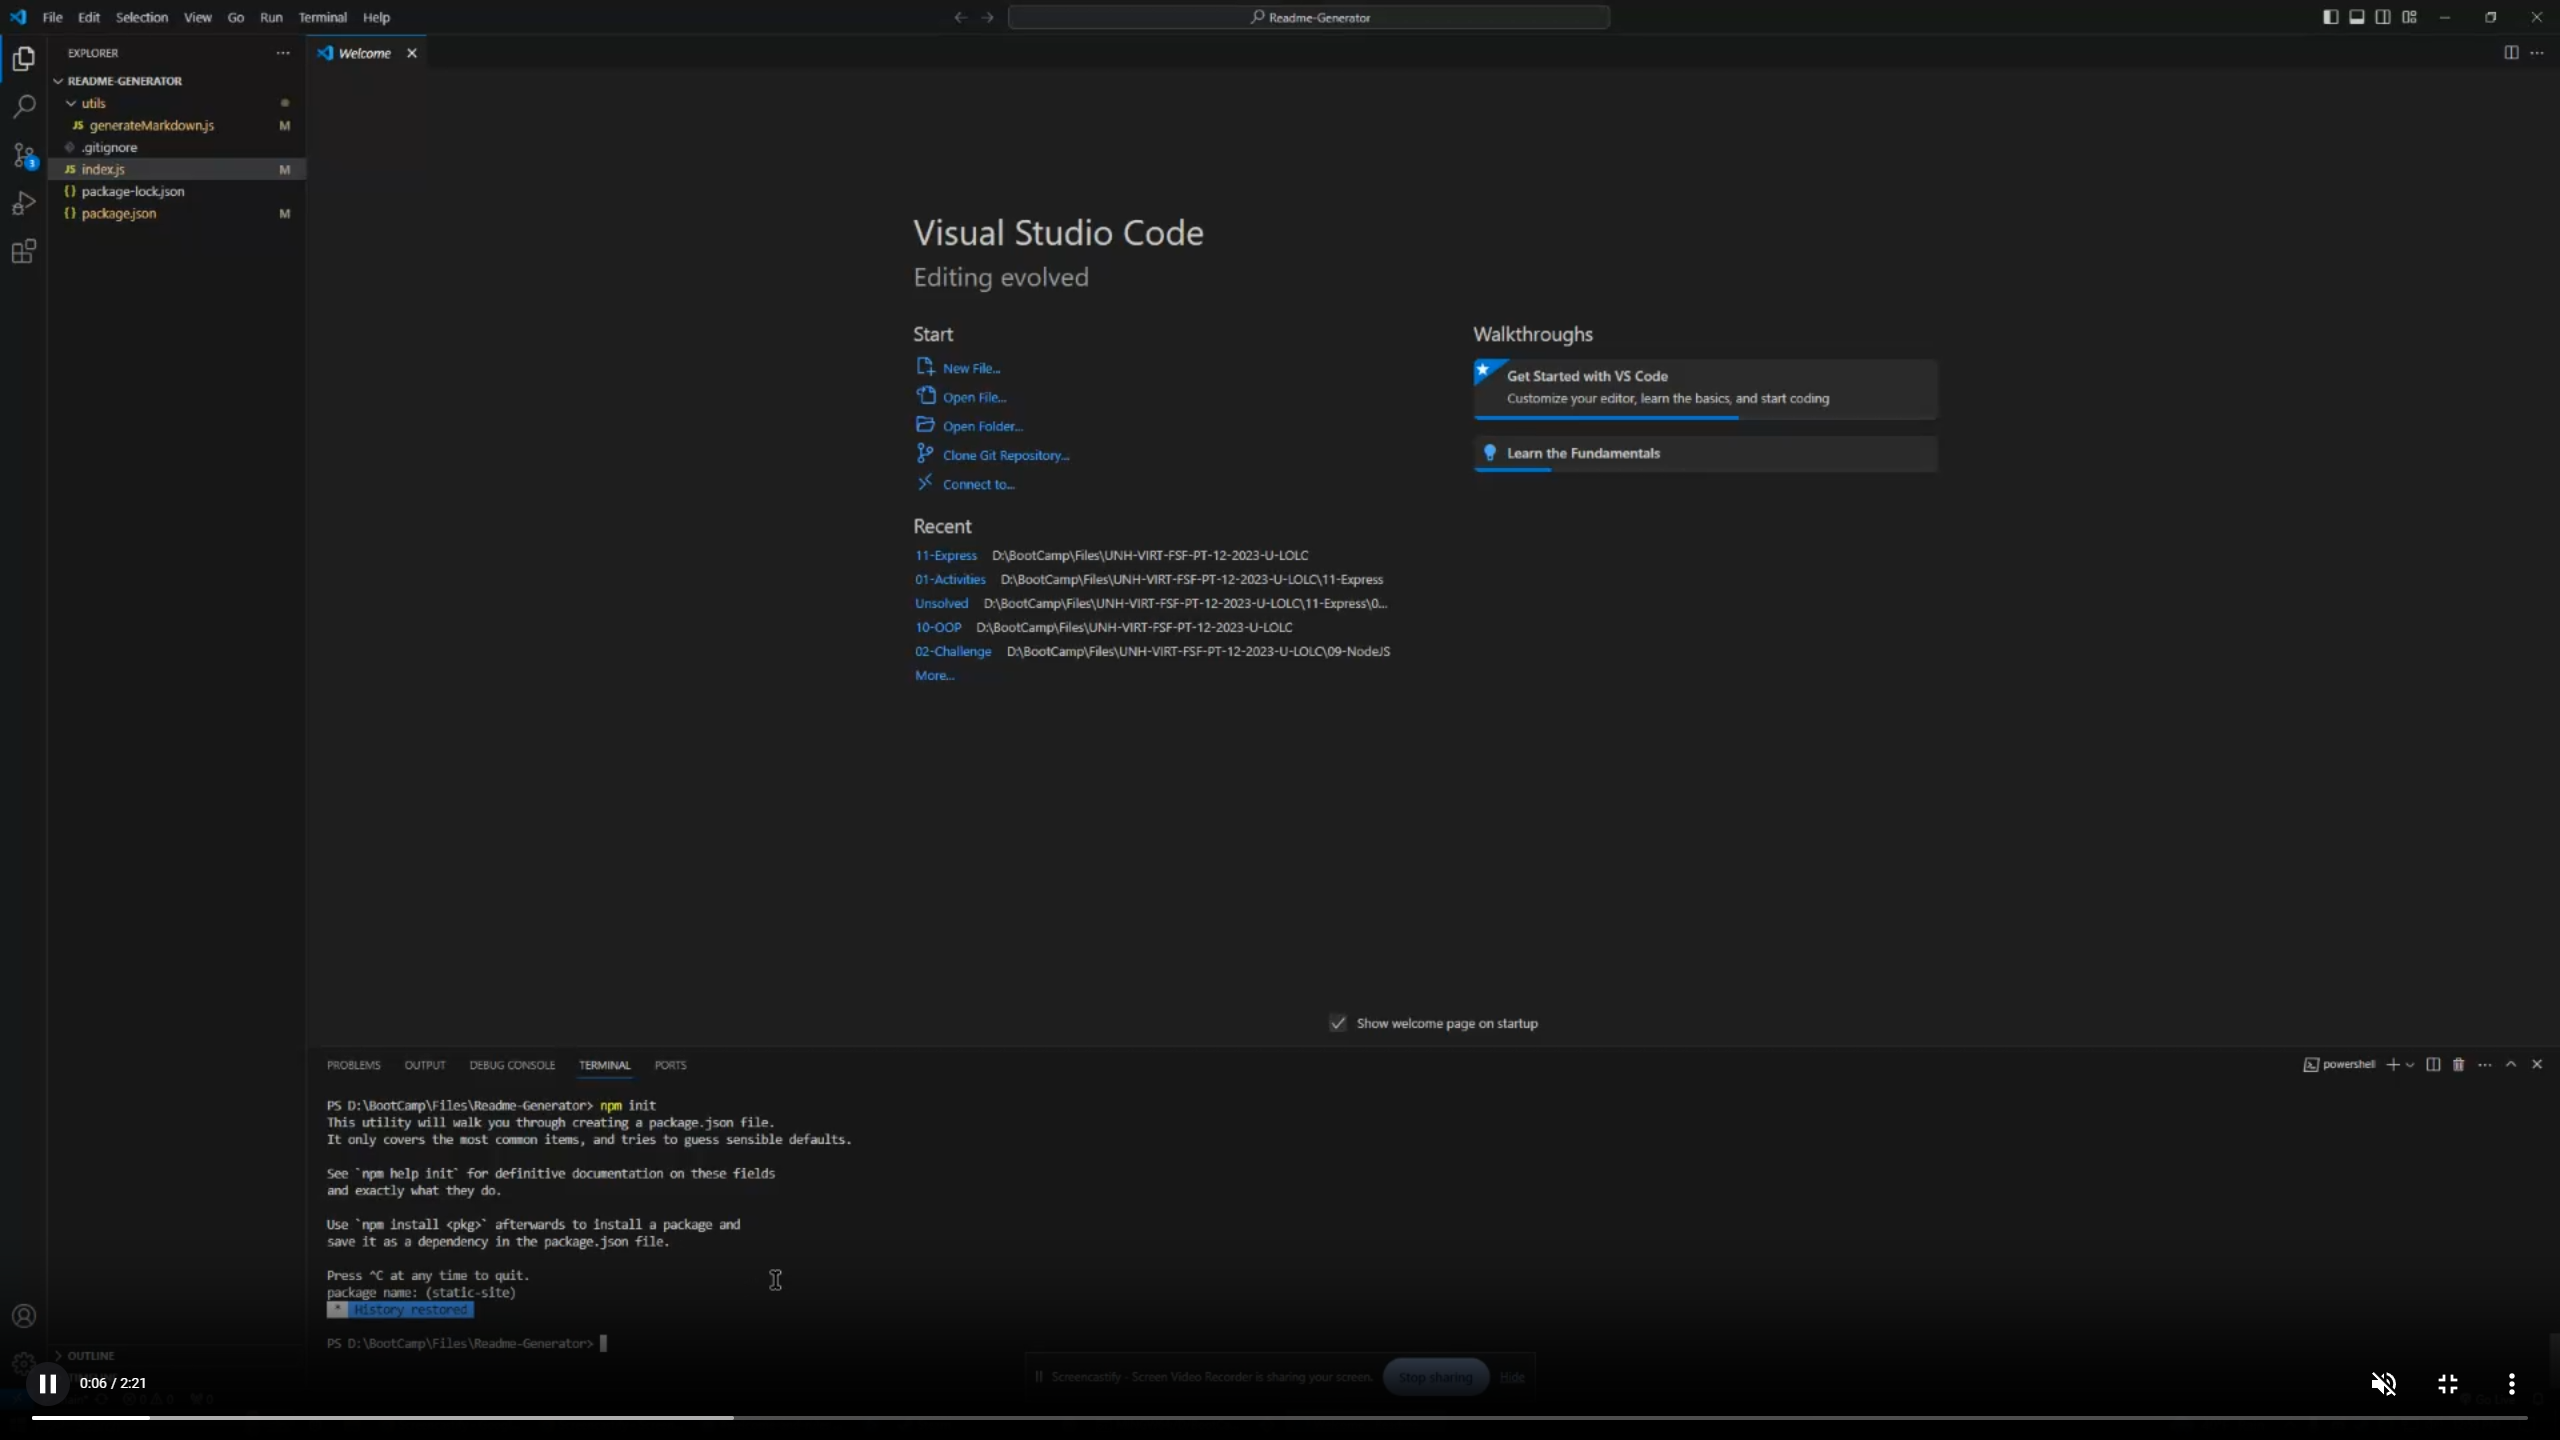 File Edit Selection View Go Run Terminal Help
Readme-Generator
EXPLORER
Welcome
README-GENERATOR
utils
JS generateMarkdown.js M
.gitignore
JS index.js M
{} package-lock.json
{} package.json M
3
Visual Studio Code
Editing evolved
Start
New File...
Open File...
Open Folder...
Clone Git Repository...
Connect to...
Walkthroughs
Get Started with VS Code
Customize your editor, learn the basics, and start coding
Learn the Fundamentals
Recent
11-Express D:\BootCamp\Files\UNH-VIRT-FSF-PT-12-2023-U-LOLC
01-Activities D:\BootCamp\Files\UNH-VIRT-FSF-PT-12-2023-U-LOLC\11-Express
Unsolved D:\BootCamp\Files\UNH-VIRT-FSF-PT-12-2023-U-LOLC\11-Express\0...
10-OOP D:\BootCamp\Files\UNH-VIRT-FSF-PT-12-2023-U-LOLC
02-Challenge D:\BootCamp\Files\UNH-VIRT-FSF-PT-12-2023-U-LOLC\09-NodeJS
More...
Show welcome page on startup
PROBLEMS OUTPUT DEBUG CONSOLE TERMINAL PORTS
powershell
PS D:\BootCamp\Files\Readme-Generator> npm init
This utility will walk you through creating a package.json file.
It only covers the most common items, and tries to guess sensible defaults.
See `npm help init` for definitive documentation on these fields
and exactly what they do.
Use `npm install <pkg>` afterwards to install a package and
save it as a dependency in the package.json file.
Press ^C at any time to quit.
package name: (static-site)
* History restored
PS D:\BootCamp\Files\Readme-Generator>
OUTLINE
Screencastify - Screen Video Recorder is sharing your screen. Stop sharing Hide
0:06 / 2:21